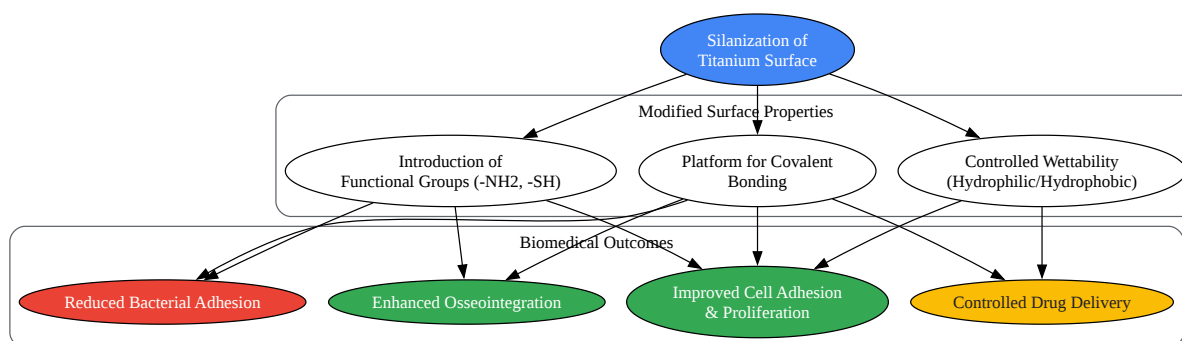 Silanization of
Titanium Surface
Modified Surface Properties
Introduction of
Functional Groups (-NH2, -SH)
Platform for Covalent
Bonding
Controlled Wettability
(Hydrophilic/Hydrophobic)
Biomedical Outcomes
Reduced Bacterial Adhesion
Enhanced Osseointegration
Improved Cell Adhesion
& Proliferation
Controlled Drug Delivery